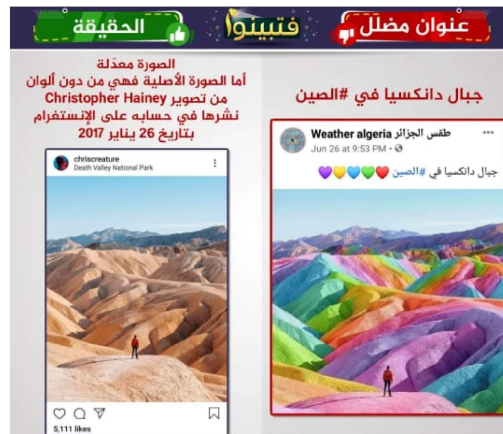 عنوان مضلل
فتبينوا
الحقيقة
جبال دانكسيا في #الصين
Weather algeria طقس الجزائر
Jun 26 at 9:53 PM
جبال دانكسيا في #الصين
الصورة معدّلة
أما الصورة الأصلية فهي من دون ألوان
من تصوير Christopher Hainey
نشرها في حسابه على الإنستغرام
بتاريخ 26 يناير 2017
chriscreature
Death Valley National Park
5,111 likes